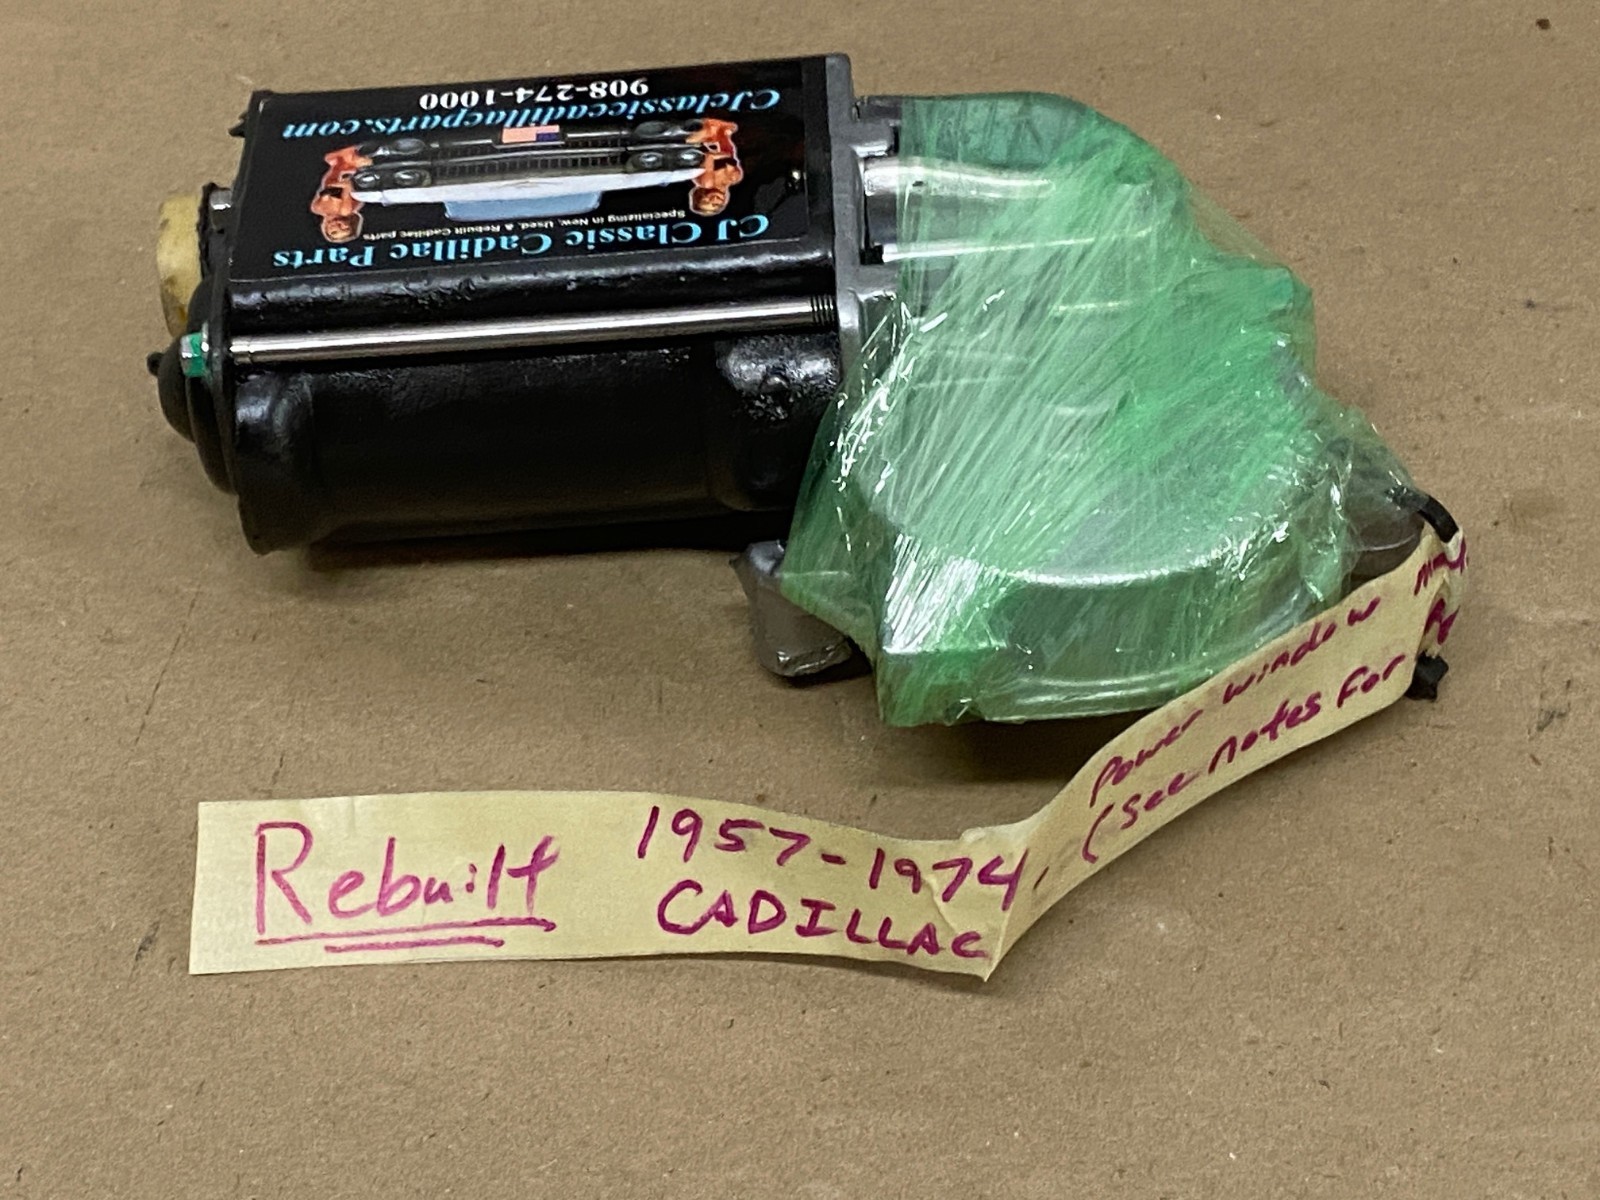 CJ Classic Cadillac Parts
Specializing in New, Used, & Rebuilt Cadillac parts
CJclassiccadillacparts.com
908-274-1000
Rebuilt
1957-1974
CADILLAC
Power window
(See notes for